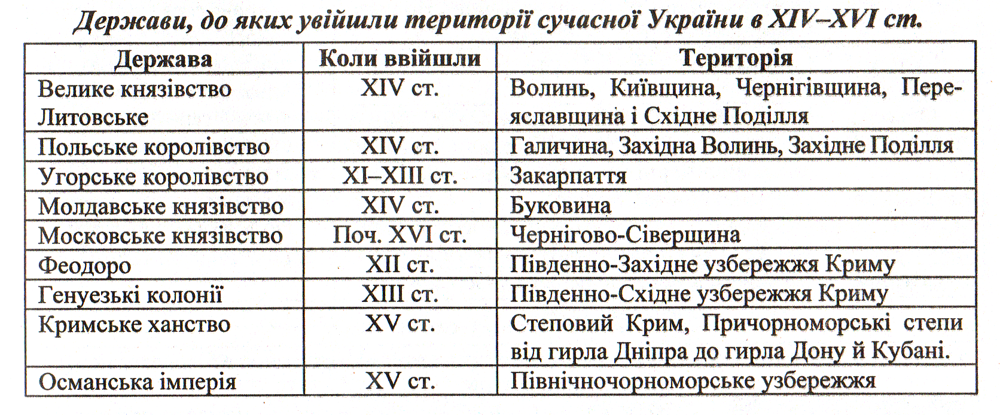 Держави, до яких увійшли території сучасної України в XIV–XVI ст.
Держава Коли ввійшли Територія
Велике князівство XIV ст. Волинь, Київщина, Чернігівщина, Пере-
Литовське яславщина і Східне Поділля
Польське королівство XIV ст. Галичина, Західна Волинь, Західне Поділля
Угорське королівство XI–XIII ст. Закарпаття
Молдавське князівство XIV ст. Буковина
Московське князівство Поч. XVI ст. Чернігово-Сіверщина
Феодоро XII ст. Південно-Західне узбережжя Криму
Генуезькі колонії XIII ст. Південно-Східне узбережжя Криму
Кримське ханство XV ст. Степовий Крим, Причорноморські степи
від гирла Дніпра до гирла Дону й Кубані.
Османська імперія XV ст. Північночорноморське узбережжя